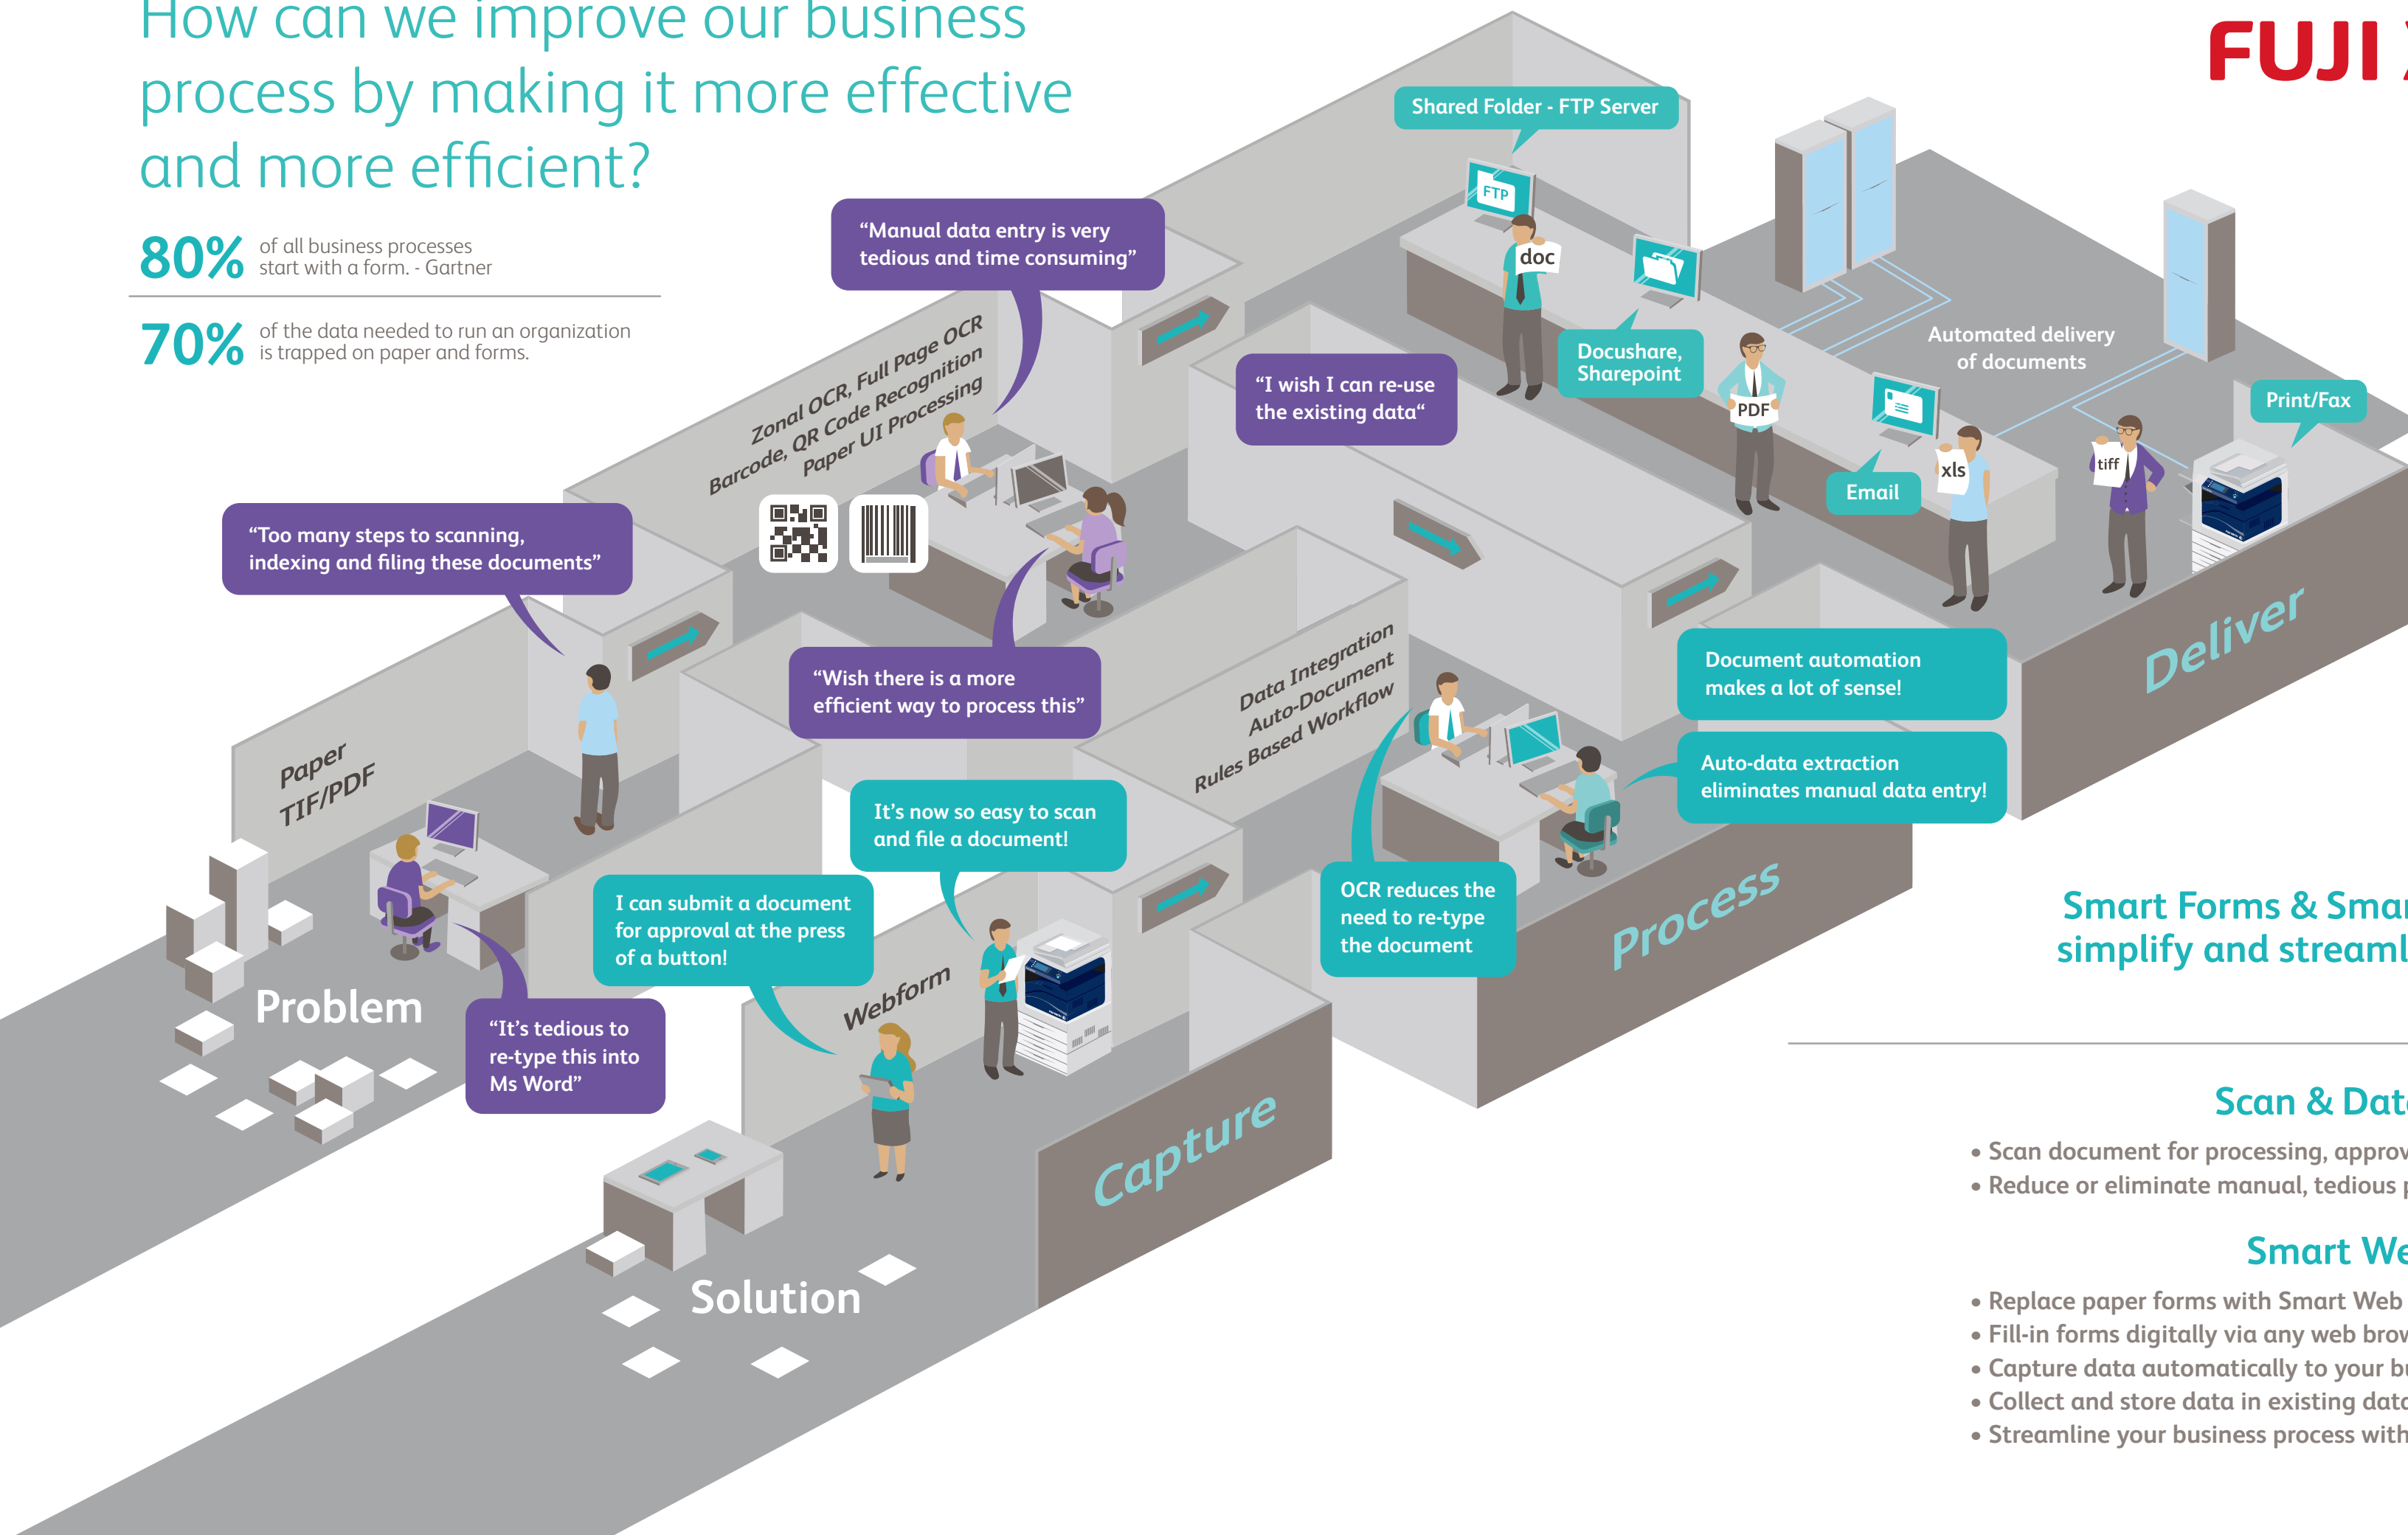 How can we improve our business
process by making it more effective
and more efficient?
80%
of all business processes
start with a form. - Gartner
70%
of the data needed to run an organization
is trapped on paper and forms.
FUJI
Shared Folder - FTP Server
FTP
doc
Docushare,
Sharepoint
PDF
Automated delivery
of documents
Email
xls
tiff
Print/Fax
Deliver
“Manual data entry is very
tedious and time consuming”
Zonal OCR, Full Page OCR
Barcode, QR Code Recognition
Paper UI Processing
“I wish I can re-use
the existing data“
“Too many steps to scanning,
indexing and filing these documents”
“Wish there is a more
efficient way to process this”
Paper
TIF/PDF
Problem
“It’s tedious to
re-type this into
Ms Word”
Data Integration
Auto-Document
Rules Based Workflow
Document automation
makes a lot of sense!
Auto-data extraction
eliminates manual data entry!
OCR reduces the
need to re-type
the document
Process
It’s now so easy to scan
and file a document!
I can submit a document
for approval at the press
of a button!
Webform
Capture
Solution
Smart Forms &
simplify and
Scan &
• Scan document for processing,
• Reduce or eliminate manual, tedious
Smart
• Replace paper forms with Smart Web
• Fill-in forms digitally via any web
• Capture data automatically to your
• Collect and store data in existing
• Streamline your business process